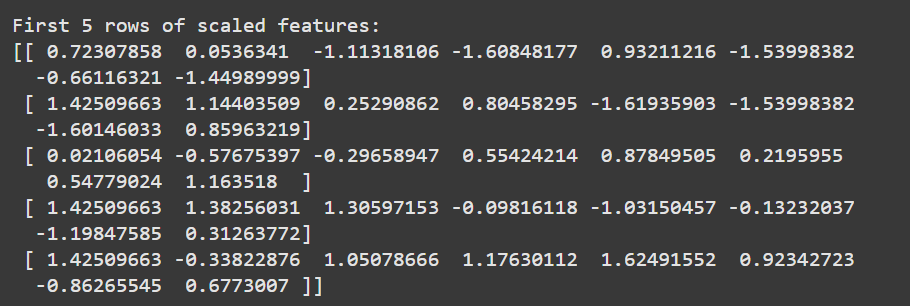 First 5 rows of scaled features:
[[ 0.72307858  0.0536341  -1.11318106 -1.60848177  0.93211216 -1.53998382
  -0.66116321 -1.44989999]
 [ 1.42509663  1.14403509  0.25290862  0.80458295 -1.61935903 -1.53998382
  -1.60146033  0.85963219]
 [ 0.02106054 -0.57675397 -0.29658947  0.55424214  0.87849505  0.2195955
   0.54779024  1.163518  ]
 [ 1.42509663  1.38256031  1.30597153 -0.09816118 -1.03150457 -0.13232037
  -1.19847585  0.31263772]
 [ 1.42509663 -0.33822876  1.05078666  1.17630112  1.62491552  0.92342723
  -0.86265545  0.6773007 ]]